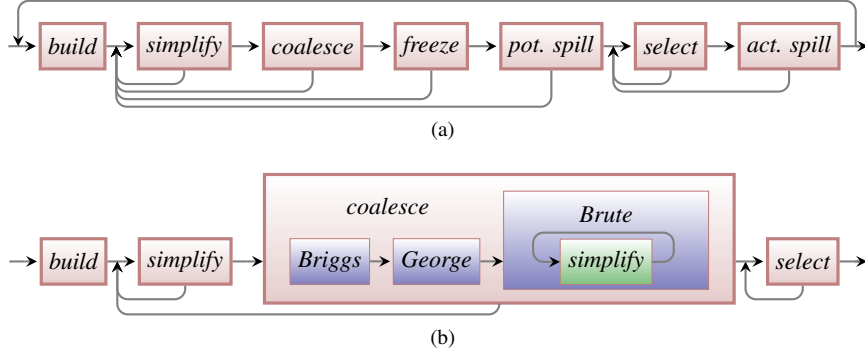 build simplify coalesce freeze pot. spill select act. spill
(a)
coalesce Brute
build simplify Briggs George simplify select
(b)